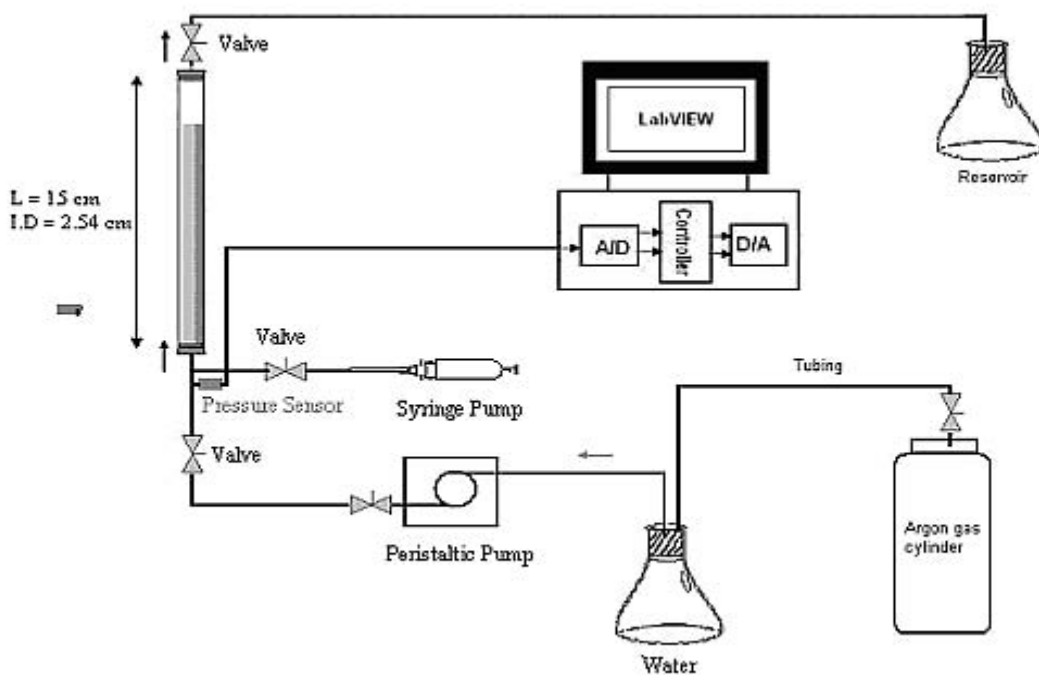 Valve
LabVIEW
Reservoir
L = 15 cm
I.D = 2.54 cm
A/D
Controller
D/A
Valve
Tubing
Pressure Sensor
Syringe Pump
Valve
Peristaltic Pump
Argon gas
cylinder
Water